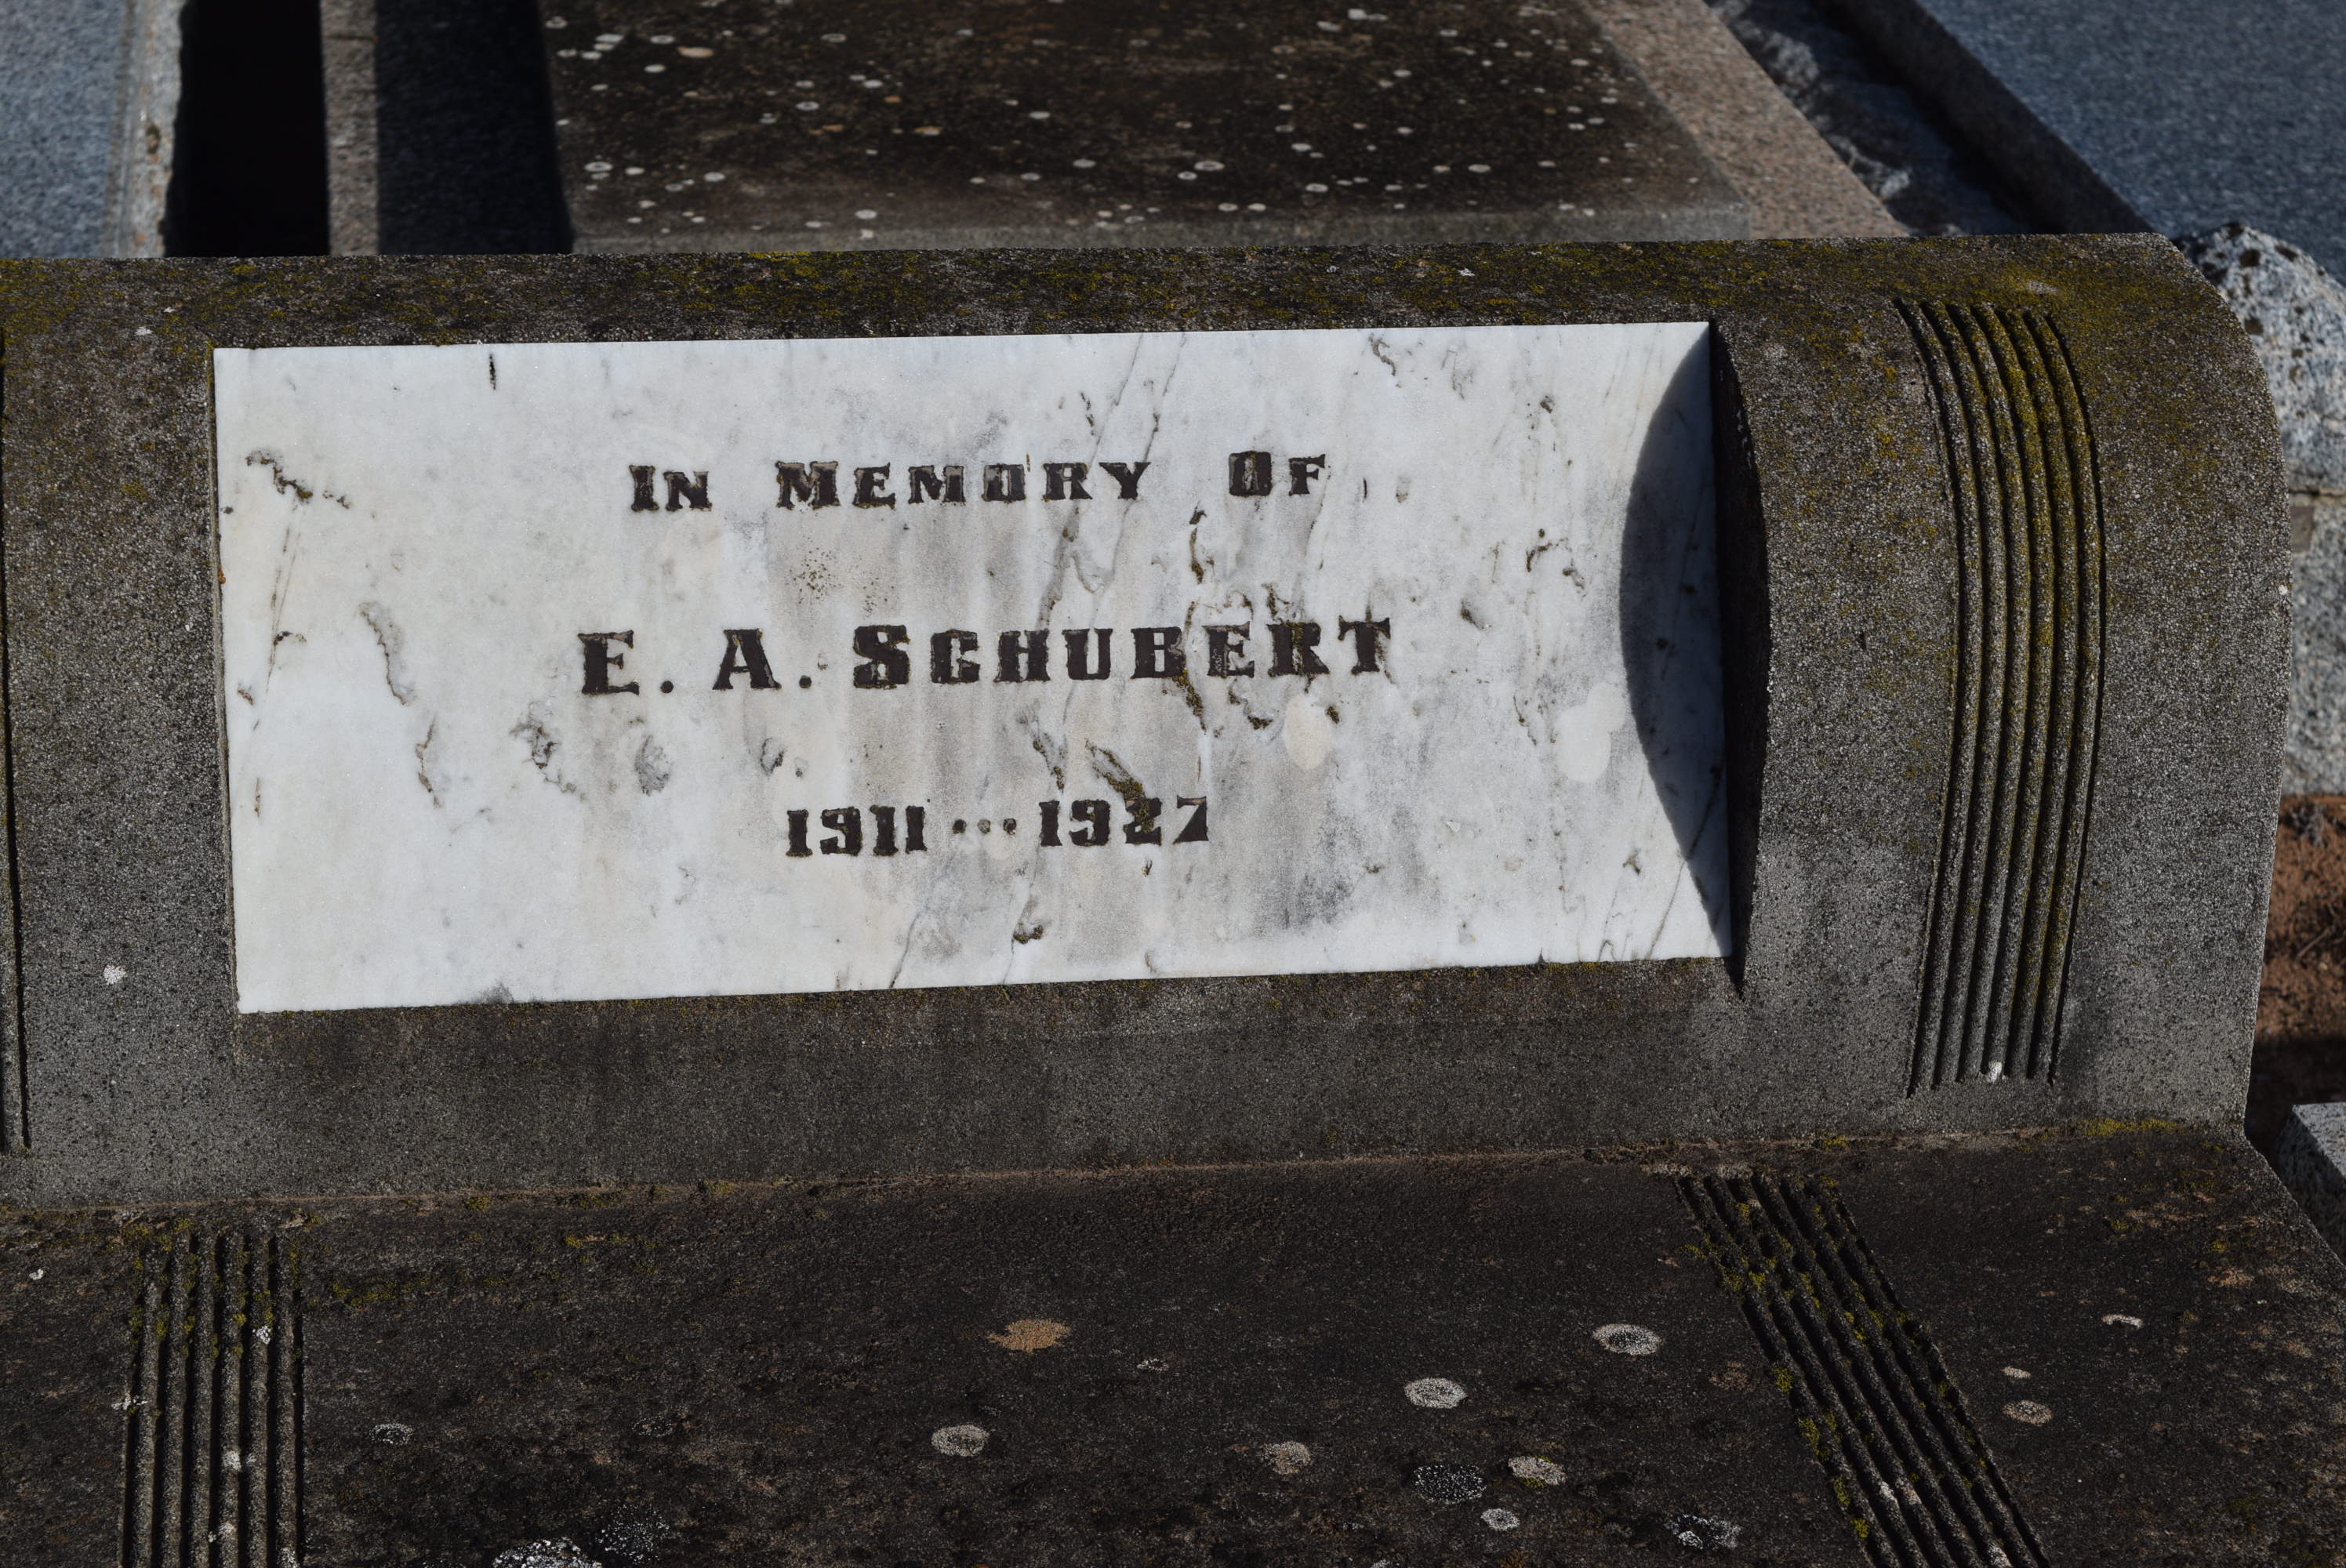 In Memory Of
E. A. Schubert
1911...1927